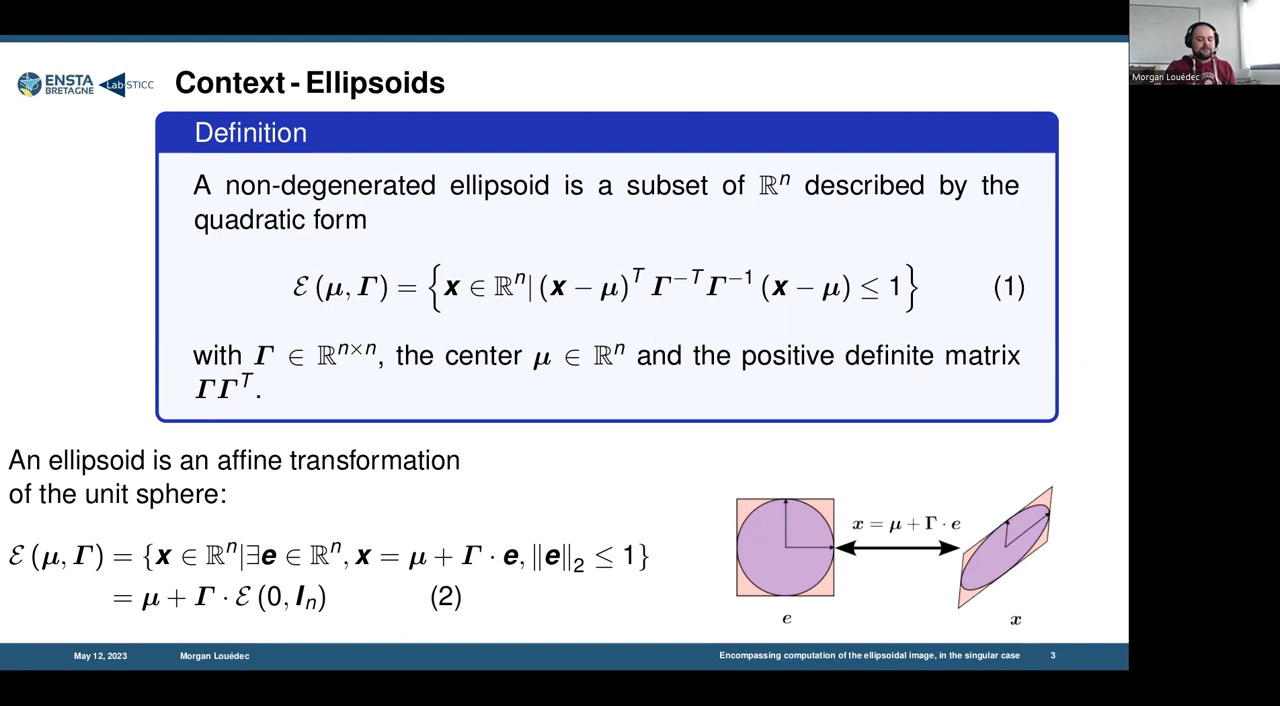 ENSTA
BRETAGNE
Lab-STICC
Context - Ellipsoids
Morgan Louédec
Definition
A non-degenerated ellipsoid is a subset of ℝⁿ described by the
quadratic form
ℰ (μ, Γ) = {x ∈ ℝⁿ| (x − μ)ᵀ Γ⁻ᵀΓ⁻¹ (x − μ) ≤ 1} (1)
with Γ ∈ ℝⁿˣⁿ, the center μ ∈ ℝⁿ and the positive definite matrix
ΓΓᵀ.
An ellipsoid is an affine transformation
of the unit sphere:
ℰ (μ, Γ) = {x ∈ ℝⁿ|∃e ∈ ℝⁿ, x = μ + Γ · e, ‖e‖₂ ≤ 1}
= μ + Γ · ℰ (0, Iₙ) (2)
x = μ + Γ · e
e
x
May 12, 2023 Morgan Louédec Encompassing computation of the ellipsoidal image, in the singular case 3